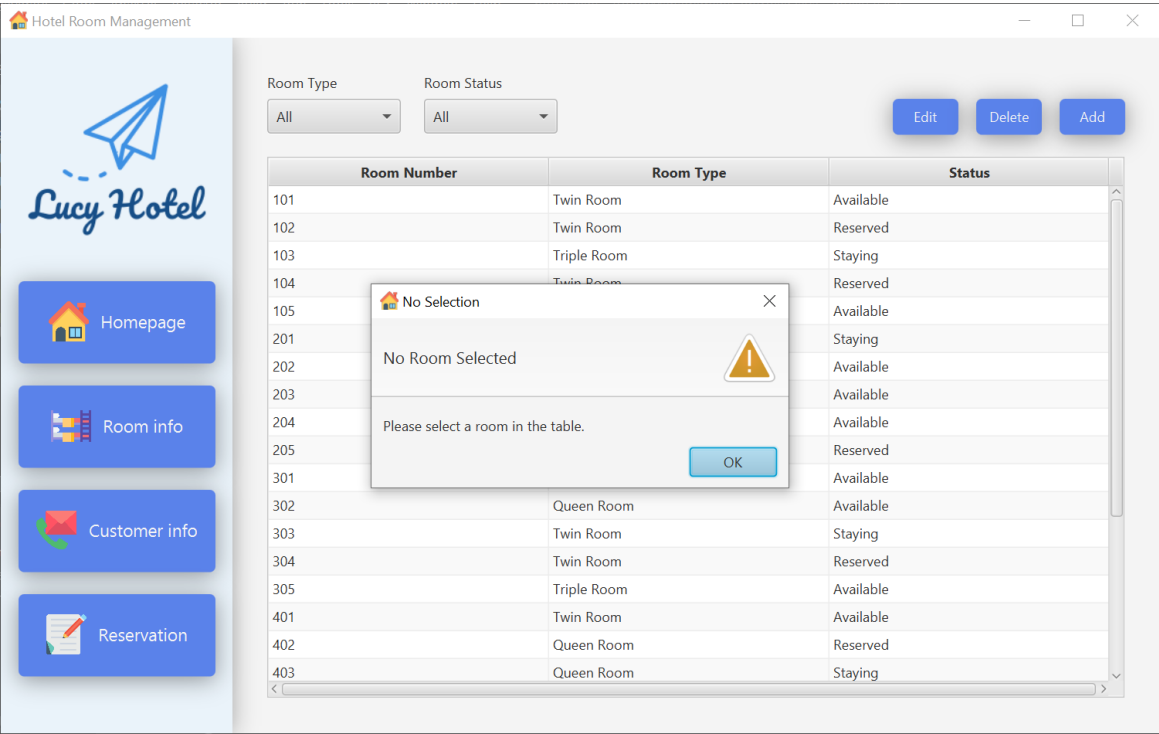 Hotel Room Management
Lucy Hotel
Homepage
Room info
Customer info
Reservation
Room Type Room Status
All All Edit Delete Add
Room Number Room Type Status
101 Twin Room Available
102 Twin Room Reserved
103 Triple Room Staying
104 Twin Room Reserved
105 Available
201 Staying
202 Available
203 Available
204 Available
205 Reserved
301 Available
302 Queen Room Available
303 Twin Room Staying
304 Twin Room Reserved
305 Triple Room Available
401 Twin Room Available
402 Queen Room Reserved
403 Queen Room Staying
No Selection
No Room Selected
Please select a room in the table.
OK